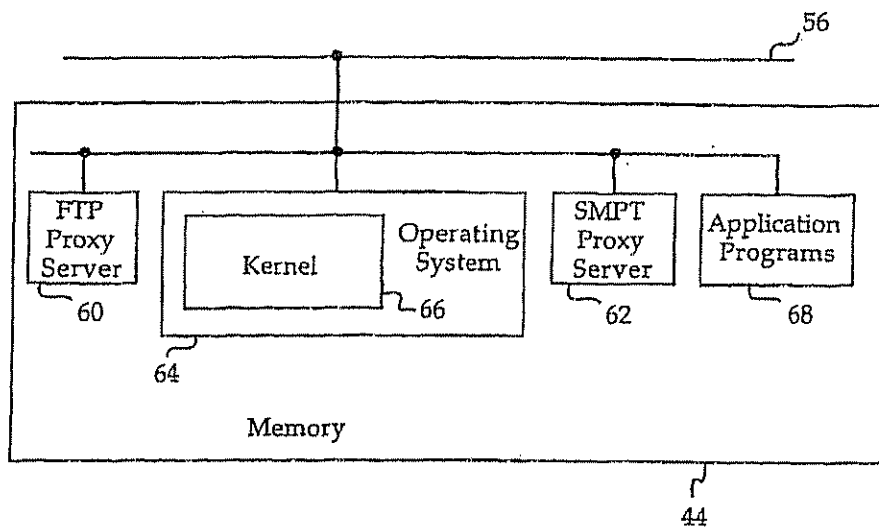 56
FTP
Proxy
Server
60
Kernel
66
Operating
System
64
SMPT
Proxy
Server
62
Application
Programs
68
Memory
44